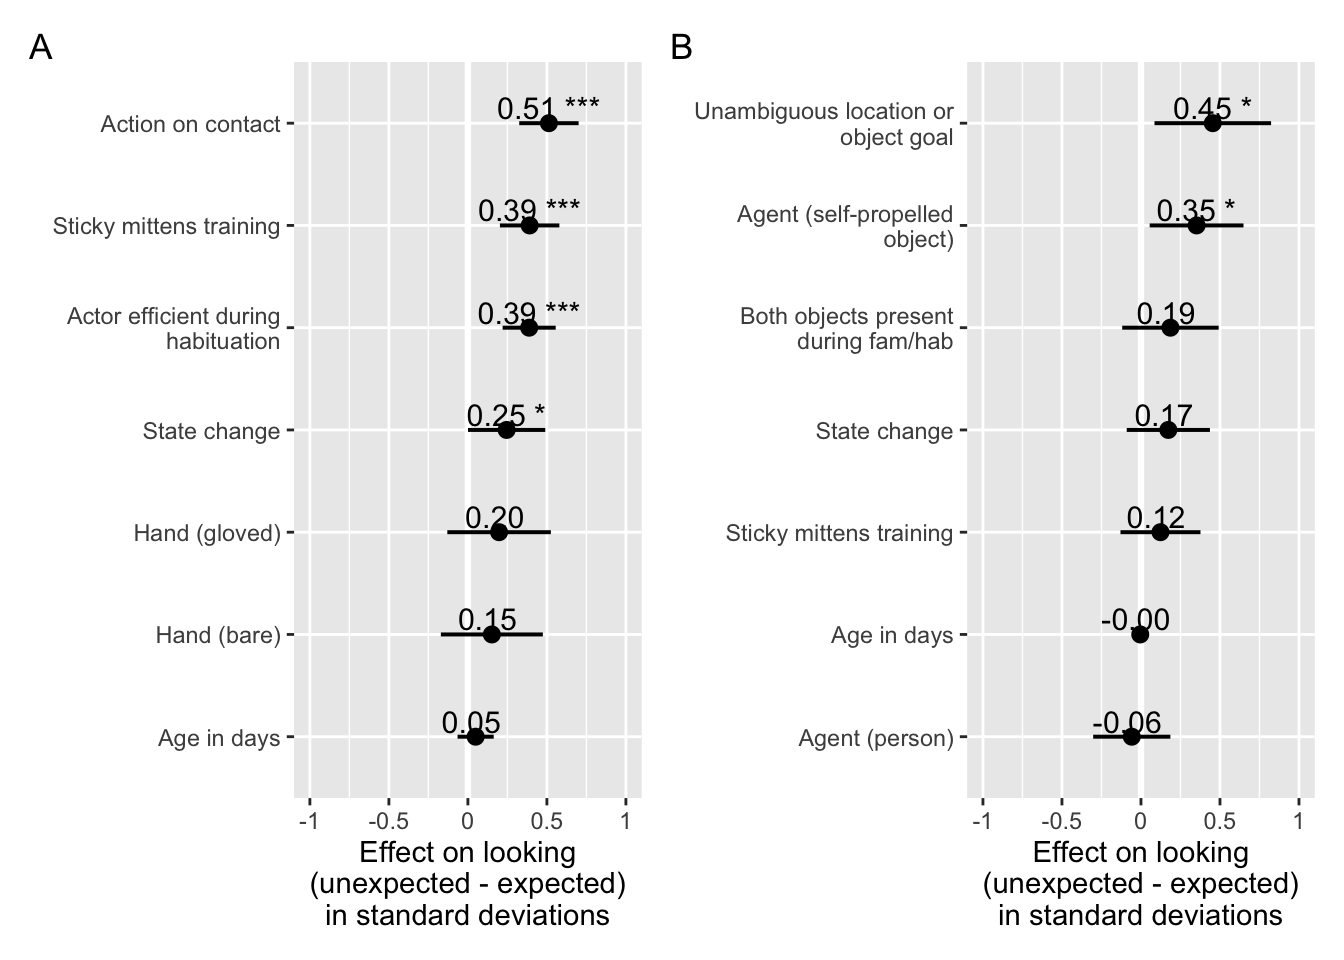 A
Action on contact
0.51 ***
Sticky mittens training
0.39 ***
Actor efficient during
habituation
0.39 ***
State change
0.25 *
Hand (gloved)
0.20
Hand (bare)
0.15
Age in days
0.05
-1 -0.5 0 0.5 1
Effect on looking
(unexpected - expected)
in standard deviations
B
Unambiguous location or
object goal
0.45 *
Agent (self-propelled
object)
0.35 *
Both objects present
during fam/hab
0.19
State change
0.17
Sticky mittens training
0.12
Age in days
-0.00
Agent (person)
-0.06
-1 -0.5 0 0.5 1
Effect on looking
(unexpected - expected)
in standard deviations